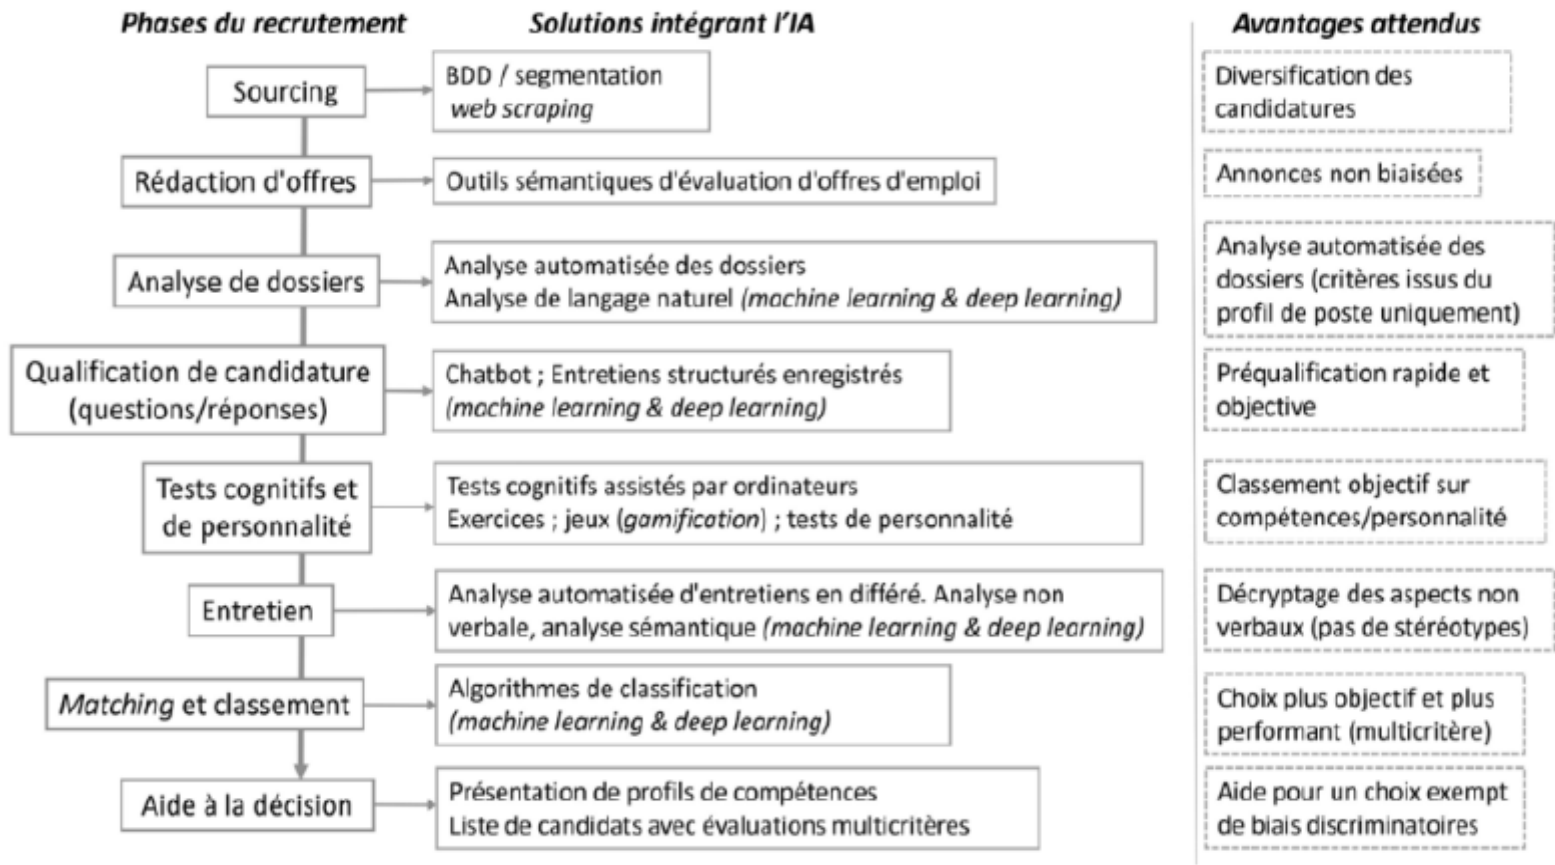 Phases du recrutement
Solutions intégrant l'IA
Avantages attendus
Sourcing
BDD / segmentation
web scraping
Diversification des
candidatures
Rédaction d'offres
Outils sémantiques d'évaluation d'offres d'emploi
Annonces non biaisées
Analyse de dossiers
Analyse automatisée des dossiers
Analyse de langage naturel (machine learning & deep learning)
Analyse automatisée des
dossiers (critères issus du
profil de poste uniquement)
Qualification de candidature
(questions/réponses)
Chatbot ; Entretiens structurés enregistrés
(machine learning & deep learning)
Préqualification rapide et
objective
Tests cognitifs et
de personnalité
Tests cognitifs assistés par ordinateurs
Exercices ; jeux (gamification) ; tests de personnalité
Classement objectif sur
compétences/personnalité
Entretien
Analyse automatisée d'entretiens en différé. Analyse non
verbale, analyse sémantique (machine learning & deep learning)
Décryptage des aspects non
verbaux (pas de stéréotypes)
Matching et classement
Algorithmes de classification
(machine learning & deep learning)
Choix plus objectif et plus
performant (multicritère)
Aide à la décision
Présentation de profils de compétences
Liste de candidats avec évaluations multicritères
Aide pour un choix exempt
de biais discriminatoires